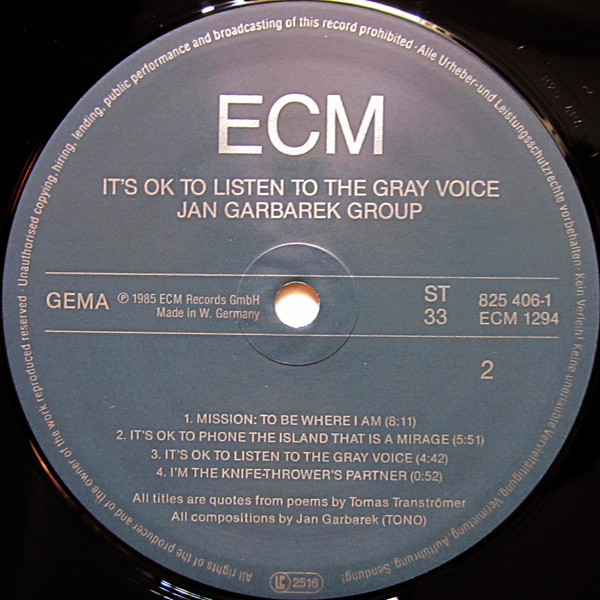 All rights of the producer and of the owner of the work reproduced reserved · Unauthorised copying, hiring, lending, public performance and broadcasting of this record prohibited · Alle Urheber- und Leistungsschutzrechte vorbehalten · Kein Verleih! Keine unerlaubte Vervielfältigung, Vermietung, Aufführung, Sendung!
ECM
IT'S OK TO LISTEN TO THE GRAY VOICE
JAN GARBAREK GROUP
GEMA
℗ 1985 ECM Records GmbH
Made in W. Germany
ST
33
825 406-1
ECM 1294
2
1. MISSION: TO BE WHERE I AM (8:11)
2. IT'S OK TO PHONE THE ISLAND THAT IS A MIRAGE (5:51)
3. IT'S OK TO LISTEN TO THE GRAY VOICE (4:42)
4. I'M THE KNIFE-THROWER'S PARTNER (0:52)
All titles are quotes from poems by Tomas Tranströmer
All compositions by Jan Garbarek (TONO)
LC 2516